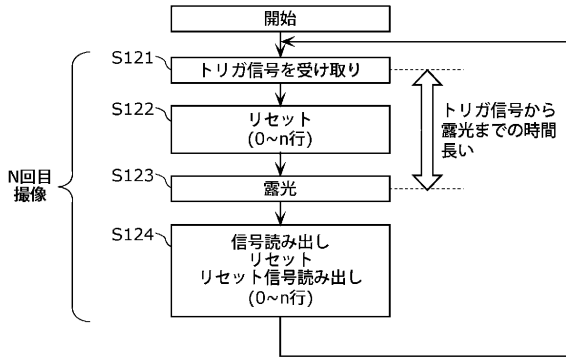 開始
S121
トリガ信号を受け取り
S122
リセット
(0~n行)
トリガ信号から
露光までの時間
長い
N回目
撮像
S123
露光
S124
信号読み出し
リセット
リセット信号読み出し
(0~n行)